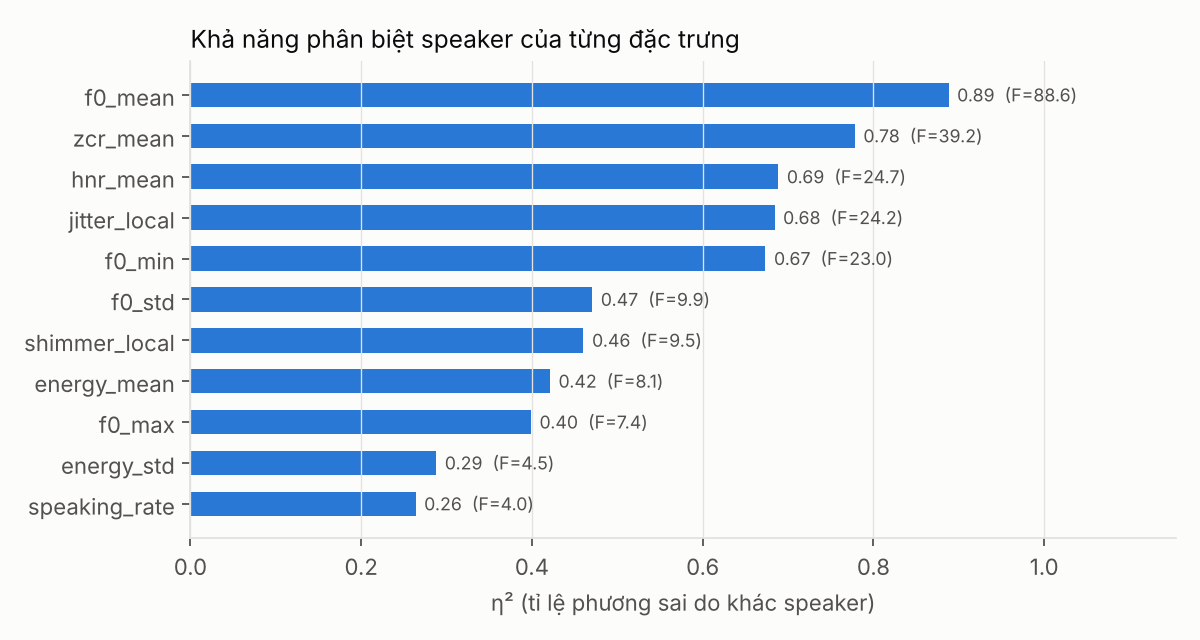 Khả năng phân biệt speaker của từng đặc trưng
f0_mean 0.89 (F=88.6)
zcr_mean 0.78 (F=39.2)
hnr_mean 0.69 (F=24.7)
jitter_local 0.68 (F=24.2)
f0_min 0.67 (F=23.0)
f0_std 0.47 (F=9.9)
shimmer_local 0.46 (F=9.5)
energy_mean 0.42 (F=8.1)
f0_max 0.40 (F=7.4)
energy_std 0.29 (F=4.5)
speaking_rate 0.26 (F=4.0)
0.0 0.2 0.4 0.6 0.8 1.0
η² (tỉ lệ phương sai do khác speaker)